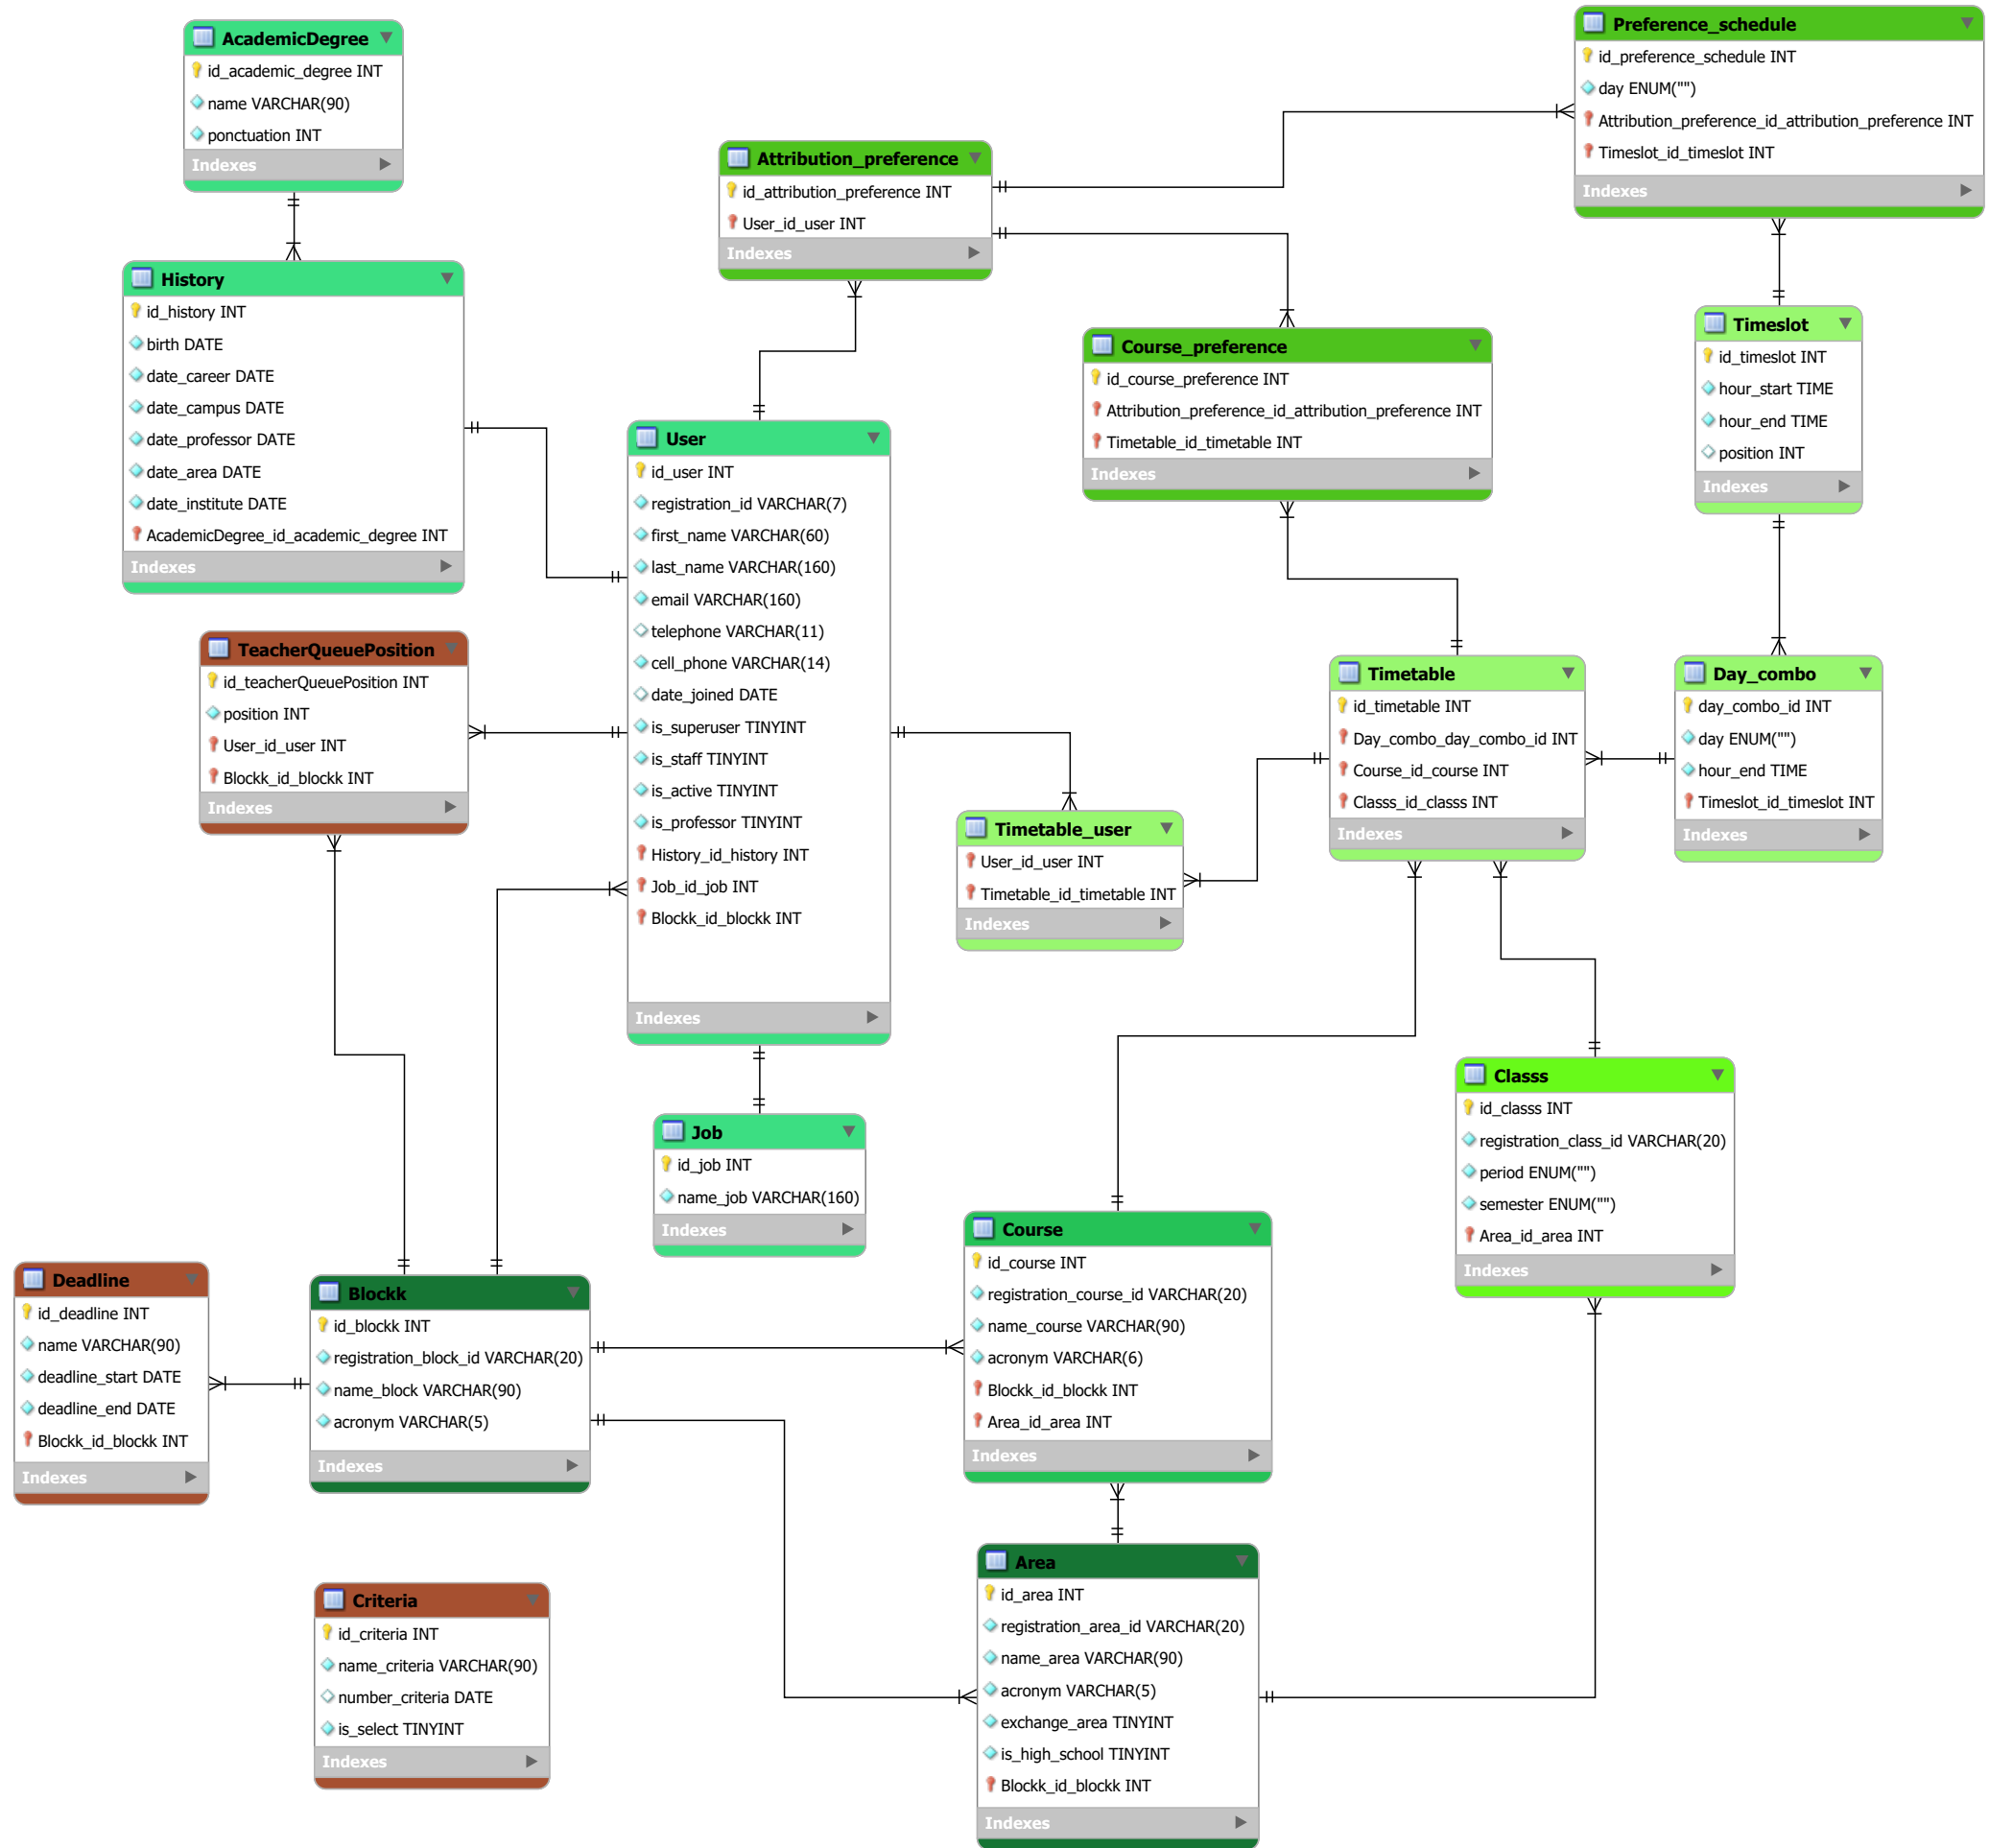 AcademicDegree
id_academic_degree INT
name VARCHAR(90)
ponctuation INT
Indexes
Preference_schedule
id_preference_schedule INT
day ENUM("")
Attribution_preference_id_attribution_preference INT
Timeslot_id_timeslot INT
Indexes
Attribution_preference
id_attribution_preference INT
User_id_user INT
Indexes
History
id_history INT
birth DATE
date_career DATE
date_campus DATE
date_professor DATE
date_area DATE
date_institute DATE
AcademicDegree_id_academic_degree INT
Indexes
Course_preference
id_course_preference INT
Attribution_preference_id_attribution_preference INT
Timetable_id_timetable INT
Indexes
Timeslot
id_timeslot INT
hour_start TIME
hour_end TIME
position INT
Indexes
User
id_user INT
registration_id VARCHAR(7)
first_name VARCHAR(60)
last_name VARCHAR(160)
email VARCHAR(160)
telephone VARCHAR(11)
cell_phone VARCHAR(14)
date_joined DATE
is_superuser TINYINT
is_staff TINYINT
is_active TINYINT
is_professor TINYINT
History_id_history INT
Job_id_job INT
Blockk_id_blockk INT
Indexes
TeacherQueuePosition
id_teacherQueuePosition INT
position INT
User_id_user INT
Blockk_id_blockk INT
Indexes
Timetable
id_timetable INT
Day_combo_day_combo_id INT
Course_id_course INT
Classs_id_classs INT
Indexes
Day_combo
day_combo_id INT
day ENUM("")
hour_end TIME
Timeslot_id_timeslot INT
Indexes
Timetable_user
User_id_user INT
Timetable_id_timetable INT
Indexes
Classs
id_classs INT
registration_class_id VARCHAR(20)
period ENUM("")
semester ENUM("")
Area_id_area INT
Indexes
Job
id_job INT
name_job VARCHAR(160)
Indexes
Course
id_course INT
registration_course_id VARCHAR(20)
name_course VARCHAR(90)
acronym VARCHAR(6)
Blockk_id_blockk INT
Area_id_area INT
Indexes
Deadline
id_deadline INT
name VARCHAR(90)
deadline_start DATE
deadline_end DATE
Blockk_id_blockk INT
Indexes
Blockk
id_blockk INT
registration_block_id VARCHAR(20)
name_block VARCHAR(90)
acronym VARCHAR(5)
Indexes
Area
id_area INT
registration_area_id VARCHAR(20)
name_area VARCHAR(90)
acronym VARCHAR(5)
exchange_area TINYINT
is_high_school TINYINT
Blockk_id_blockk INT
Indexes
Criteria
id_criteria INT
name_criteria VARCHAR(90)
number_criteria DATE
is_select TINYINT
Indexes